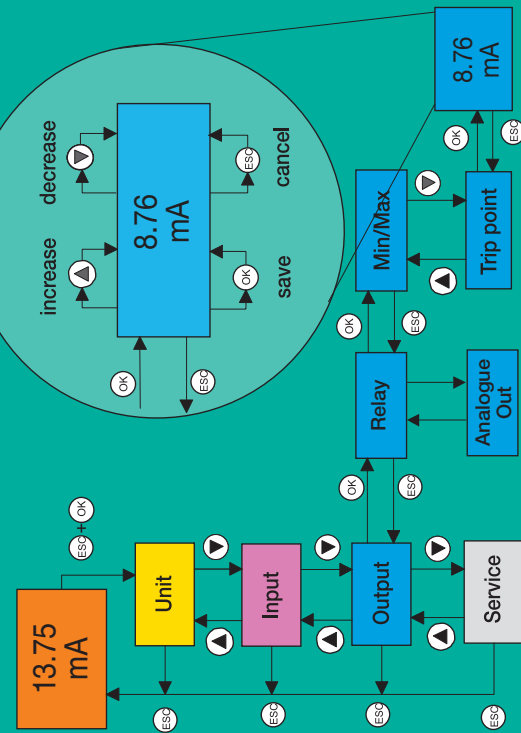 13.75
mA
ESC + OK
Unit
ESC
Input
ESC
Output
ESC
Service
ESC
OK
ESC
Relay
Analogue
Out
OK
ESC
Min/Max
Trip point
OK
ESC
8.76
mA
increase
decrease
OK
ESC
8.76
mA
OK
save
ESC
cancel